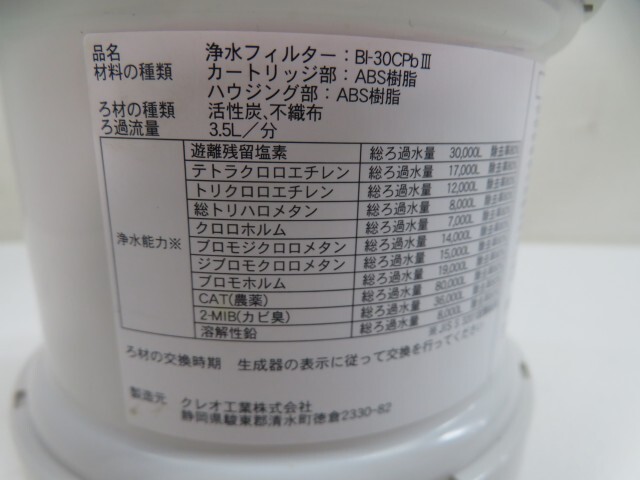 品名 浄水フィルター：BI-30CPbⅢ
材料の種類 カートリッジ部：ABS樹脂
ハウジング部：ABS樹脂
ろ材の種類 活性炭、不織布
ろ過流量 3.5L／分
浄水能力※
遊離残留塩素 総ろ過水量 30,000L
テトラクロロエチレン 総ろ過水量 17,000L
トリクロロエチレン 総ろ過水量 12,000L
総トリハロメタン 総ろ過水量 8,000L
クロロホルム 総ろ過水量 7,000L
ブロモジクロロメタン 総ろ過水量 14,000L
ジブロモクロロメタン 総ろ過水量 15,000L
ブロモホルム 総ろ過水量 19,000L
CAT(農薬) 総ろ過水量 80,000L
2-MIB(カビ臭) 総ろ過水量 36,000L
溶解性鉛 総ろ過水量 8,000L
ろ材の交換時期 生成器の表示に従って交換を行ってください。
製造元 クレオ工業株式会社
静岡県駿東郡清水町徳倉2330-82